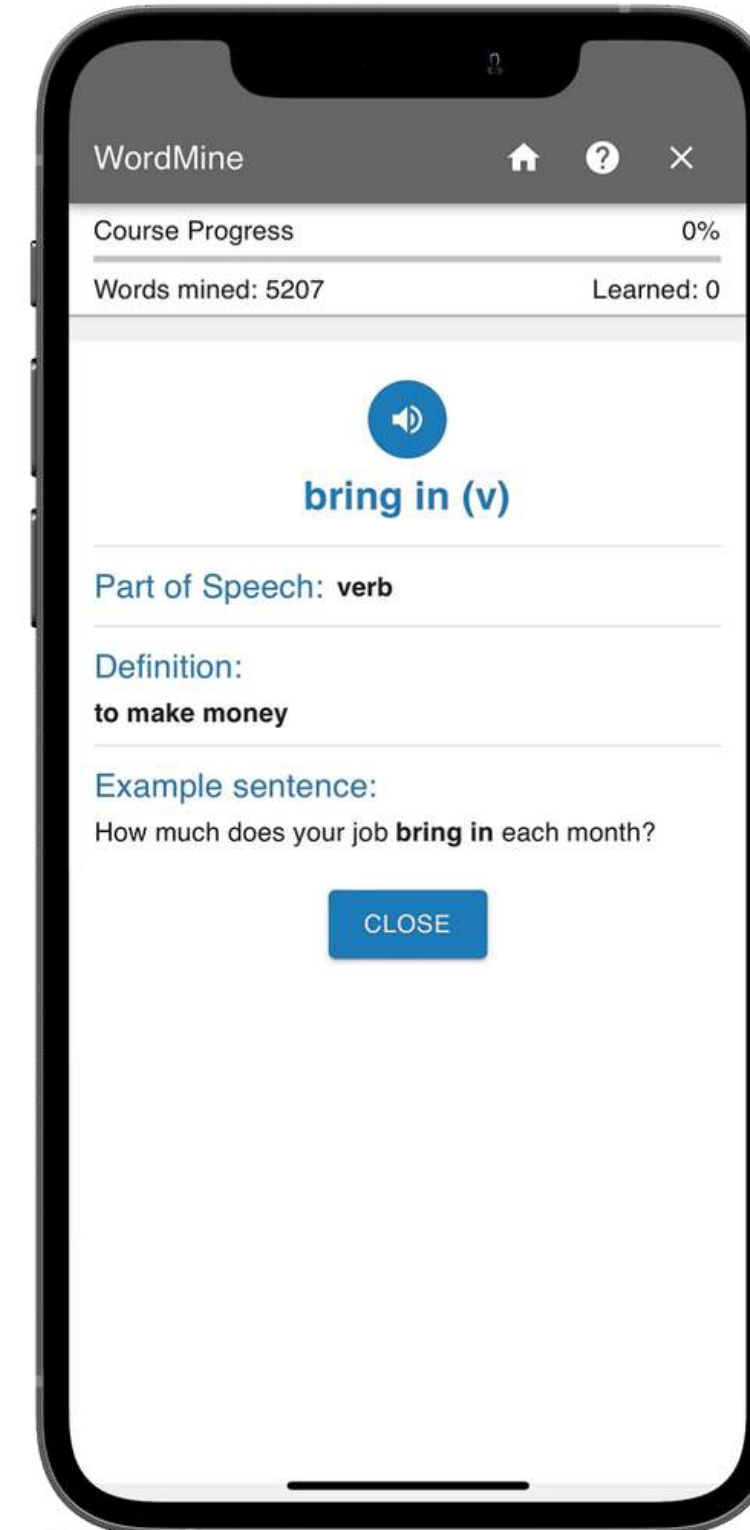 WordMine
Course Progress 0%
Words mined: 5207 Learned: 0
bring in (v)
Part of Speech: verb
Definition:
to make money
Example sentence:
How much does your job bring in each month?
CLOSE